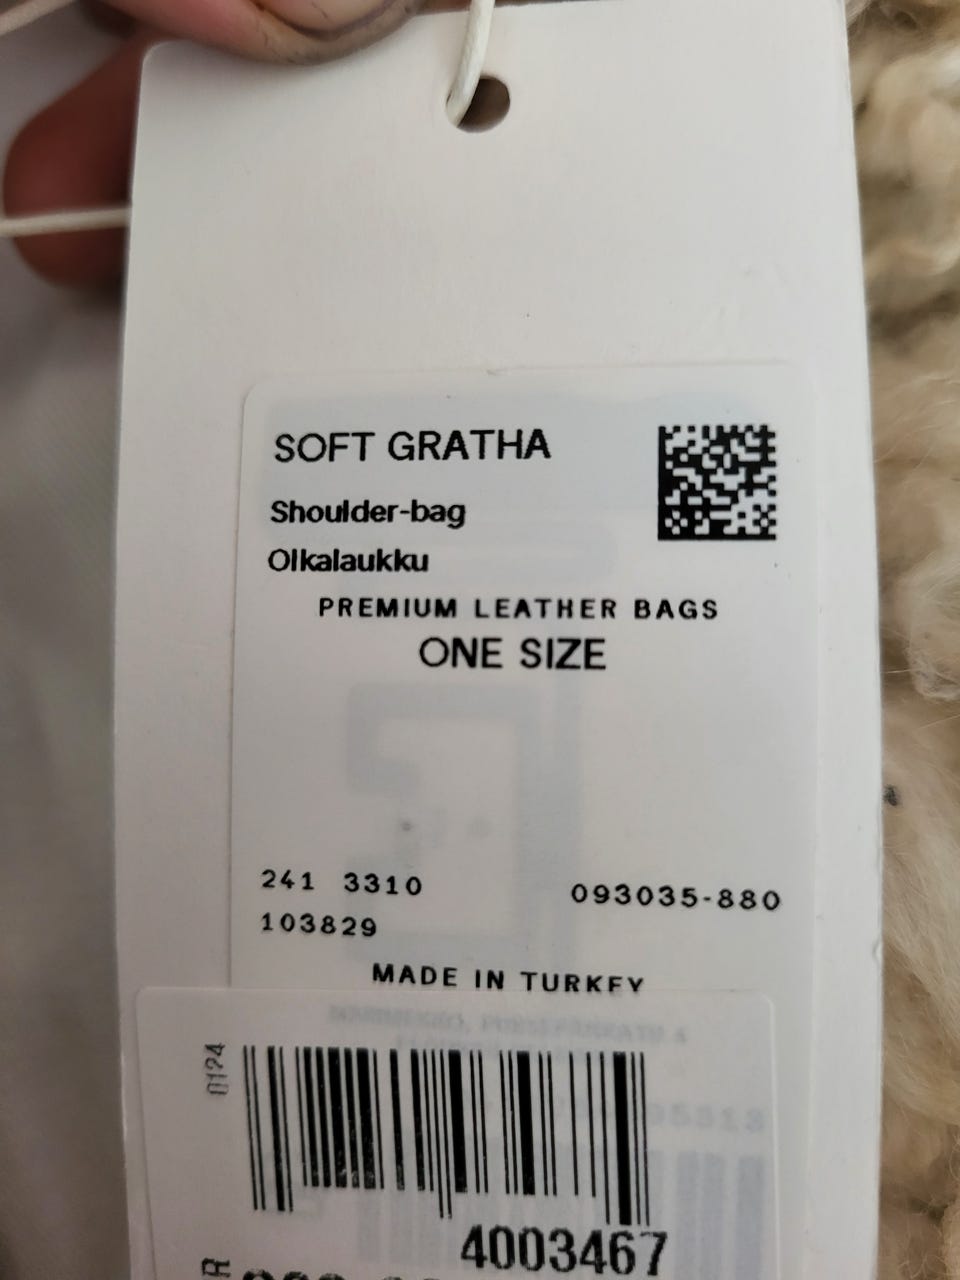 SOFT GRATHA
Shoulder-bag
Olkalaukku
PREMIUM LEATHER BAGS
ONE SIZE
241 3310
093035-880
103829
MADE IN TURKEY
0124
4003467
R